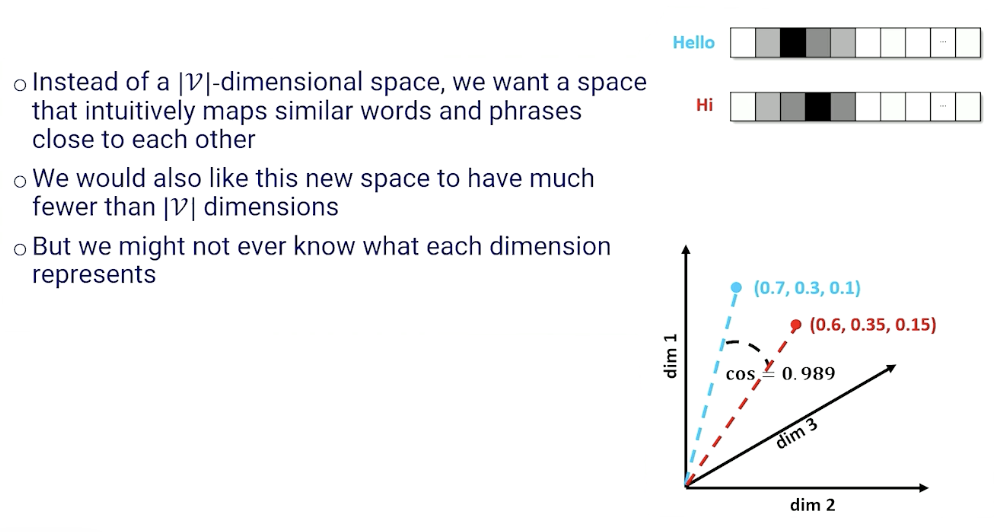 Hello
...
Hi
...
○ Instead of a |𝒱|-dimensional space, we want a space
that intuitively maps similar words and phrases
close to each other
○ We would also like this new space to have much
fewer than |𝒱| dimensions
○ But we might not ever know what each dimension
represents
(0.7, 0.3, 0.1)
(0.6, 0.35, 0.15)
dim 1
cos = 0.989
dim 3
dim 2